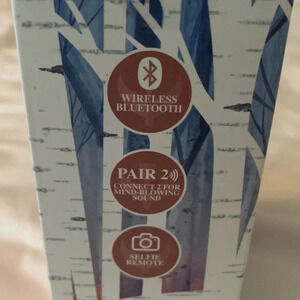 WIRELESS
BLUETOOTH
PAIR 2
CONNECT 2 FOR
MIND-BLOWING
SOUND
SELFIE
REMOTE